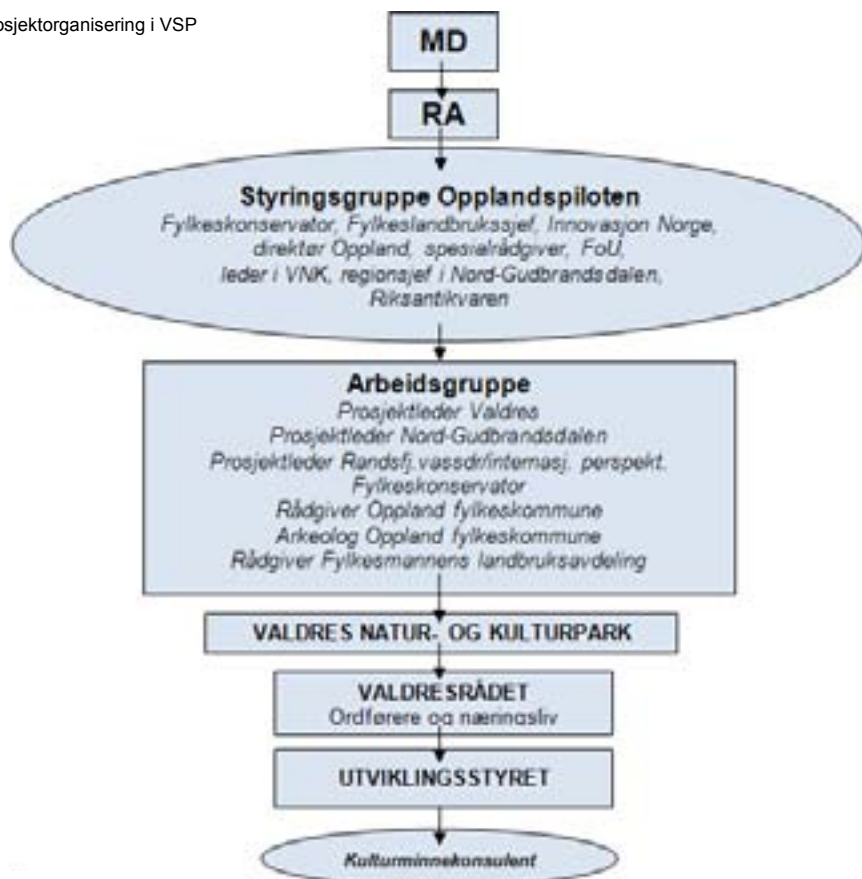 osjektorganisering i VSP
MD
RA
Styringsgruppe Opplandspiloten
Fylkeskonservator, Fylkeslandbrukssjef, Innovasjon Norge,
direktør Oppland, spesialrådgiver, FoU,
leder i VNK, regionsjef i Nord-Gudbrandsdalen,
Riksantikvaren
Arbeidsgruppe
Prosjektleder Valdres
Prosjektleder Nord-Gudbrandsdalen
Prosjektleder Randsfj.vassdr/internasj. perspekt.
Fylkeskonservator
Rådgiver Oppland fylkeskommune
Arkeolog Oppland fylkeskommune
Rådgiver Fylkesmannens landbruksavdeling
VALDRES NATUR- OG KULTURPARK
VALDRESRÅDET
Ordførere og næringsliv
UTVIKLINGSSTYRET
Kulturminnekonsulent